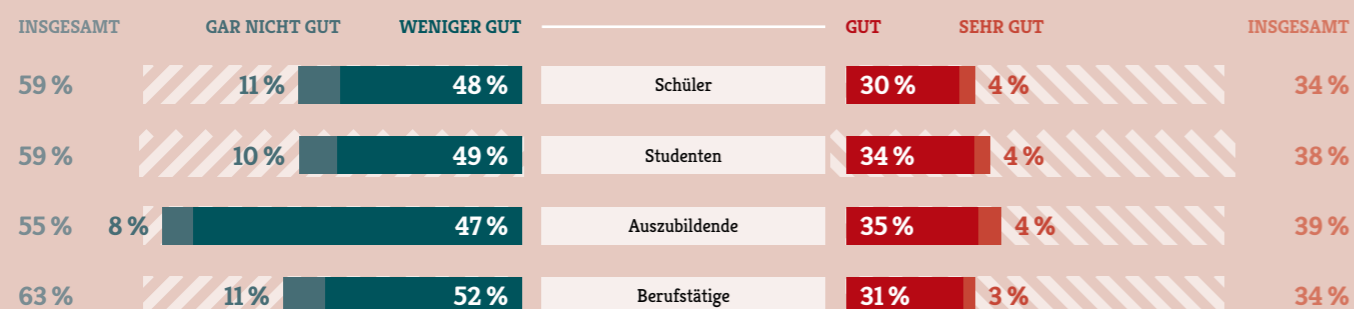 INSGESAMT GAR NICHT GUT WENIGER GUT GUT SEHR GUT INSGESAMT
59 % 11 % 48 % Schüler 30 % 4 % 34 %
59 % 10 % 49 % Studenten 34 % 4 % 38 %
55 % 8 % 47 % Auszubildende 35 % 4 % 39 %
63 % 11 % 52 % Berufstätige 31 % 3 % 34 %